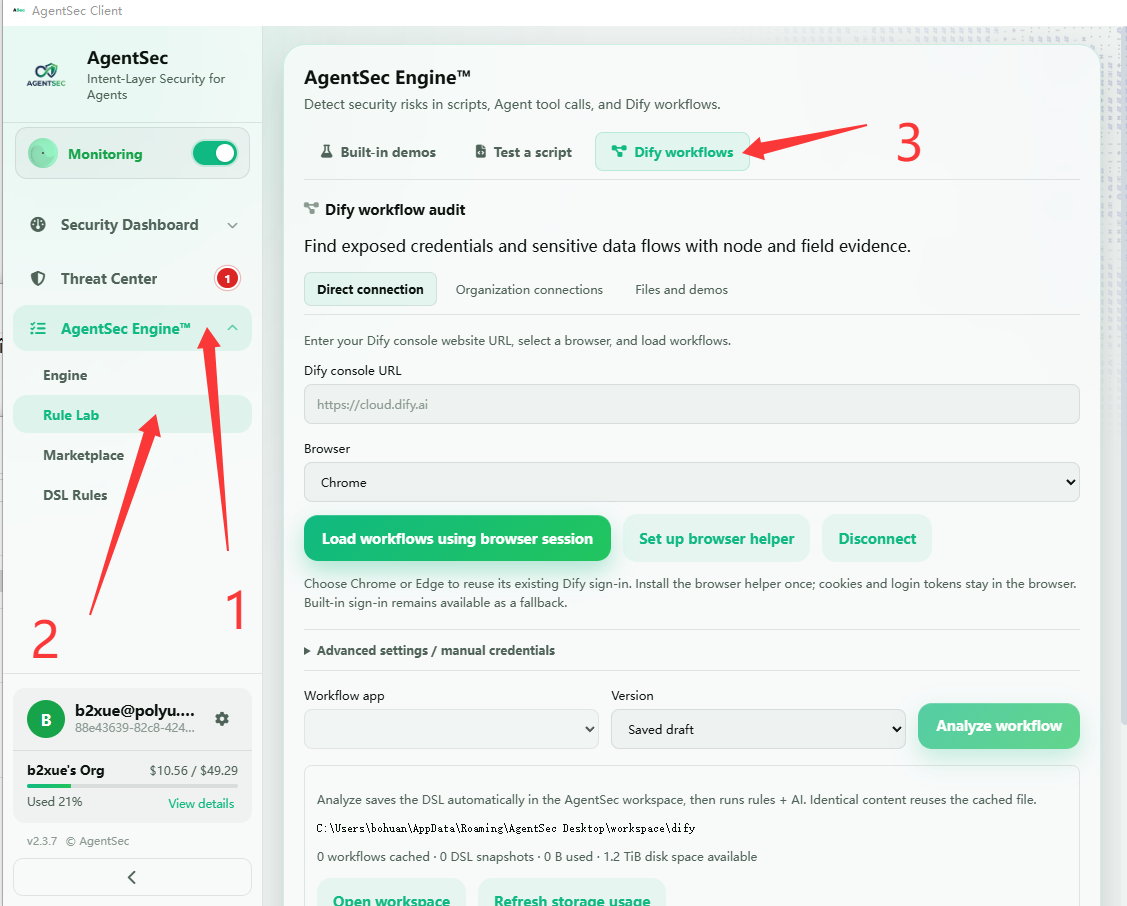 AgentSec Client
AGENTSEC
AgentSec
Intent-Layer Security for
Agents
Monitoring
Security Dashboard
Threat Center
1
AgentSec Engine™
Engine
Rule Lab
Marketplace
DSL Rules
1
2
B
b2xue@polyu....
88e43639-82c8-424...
b2xue's Org
$10.56 / $49.29
Used 21%
View details
v2.3.7 © AgentSec
AgentSec Engine™
Detect security risks in scripts, Agent tool calls, and Dify workflows.
Built-in demos
Test a script
Dify workflows
3
Dify workflow audit
Find exposed credentials and sensitive data flows with node and field evidence.
Direct connection
Organization connections
Files and demos
Enter your Dify console website URL, select a browser, and load workflows.
Dify console URL
https://cloud.dify.ai
Browser
Chrome
Load workflows using browser session
Set up browser helper
Disconnect
Choose Chrome or Edge to reuse its existing Dify sign-in. Install the browser helper once; cookies and login tokens stay in the browser.
Built-in sign-in remains available as a fallback.
Advanced settings / manual credentials
Workflow app
Version
Saved draft
Analyze workflow
Analyze saves the DSL automatically in the AgentSec workspace, then runs rules + AI. Identical content reuses the cached file.
C:\Users\bohuan\AppData\Roaming\AgentSec Desktop\workspace\dify
0 workflows cached · 0 DSL snapshots · 0 B used · 1.2 TiB disk space available
Open workspace
Refresh storage usage